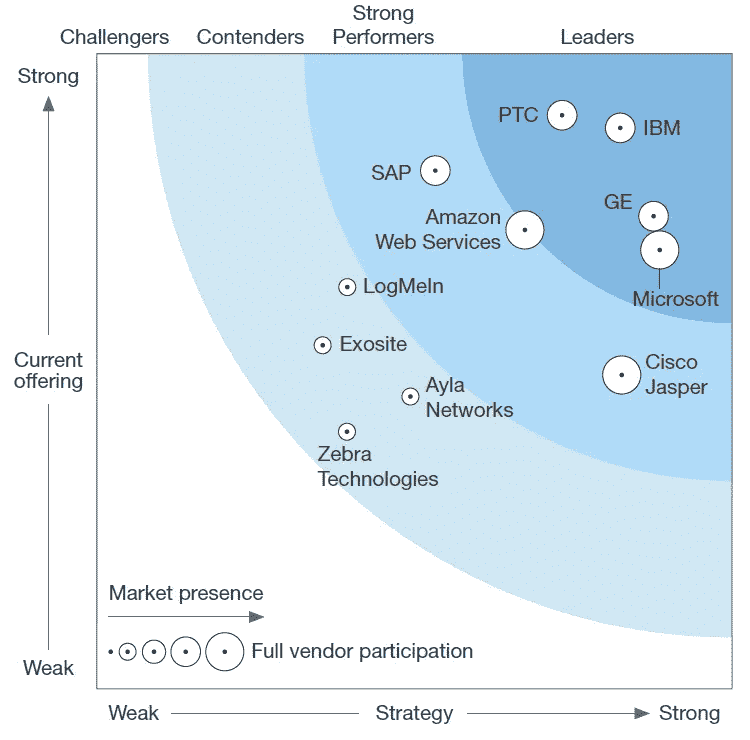 Challengers
Contenders
Strong
Performers
Leaders
Strong
PTC
IBM
SAP
GE
Amazon
Web Services
Microsoft
LogMeIn
Exosite
Current
offering
Cisco
Jasper
Ayla
Networks
Zebra
Technologies
Market presence
Full vendor participation
Weak
Weak
Strategy
Strong